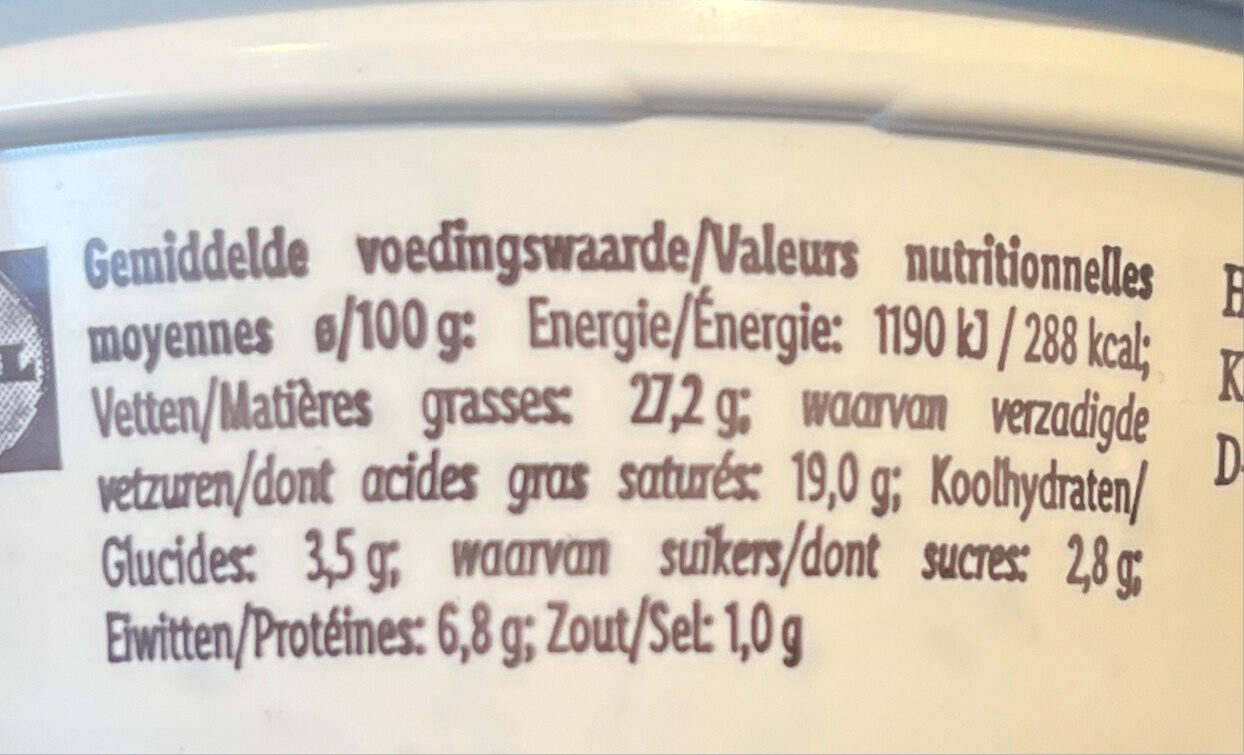 Gemiddelde voedingswaarde/Valeurs nutritionnelles
moyennes ø/100 g: Energie/Énergie: 1190 kJ / 288 kcal;
Vetten/Matières grasses: 27,2 g; waarvan verzadigde
vetzuren/dont acides gras saturés: 19,0 g; Koolhydraten/
Glucides: 3,5 g; waarvan suikers/dont sucres: 2,8 g;
Eiwitten/Protéines: 6,8 g; Zout/Sel: 1,0 g